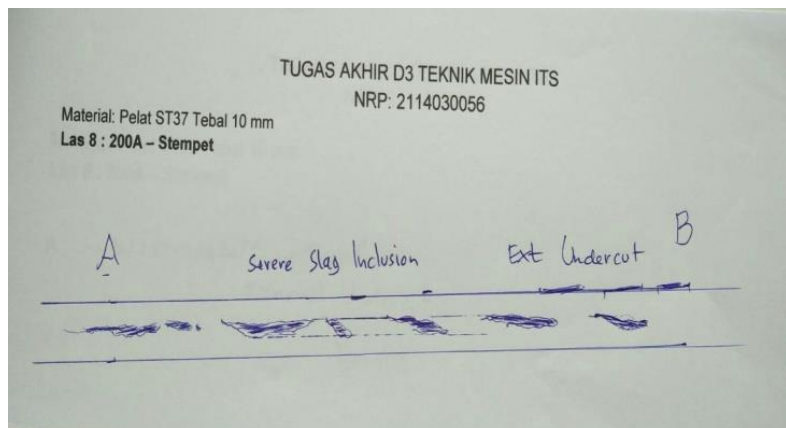 TUGAS AKHIR D3 TEKNIK MESIN ITS
NRP: 2114030056
Material: Pelat ST37 Tebal 10 mm
Las 8 : 200A – Stempet
A Severe Slag Inclusion Ext Undercut B